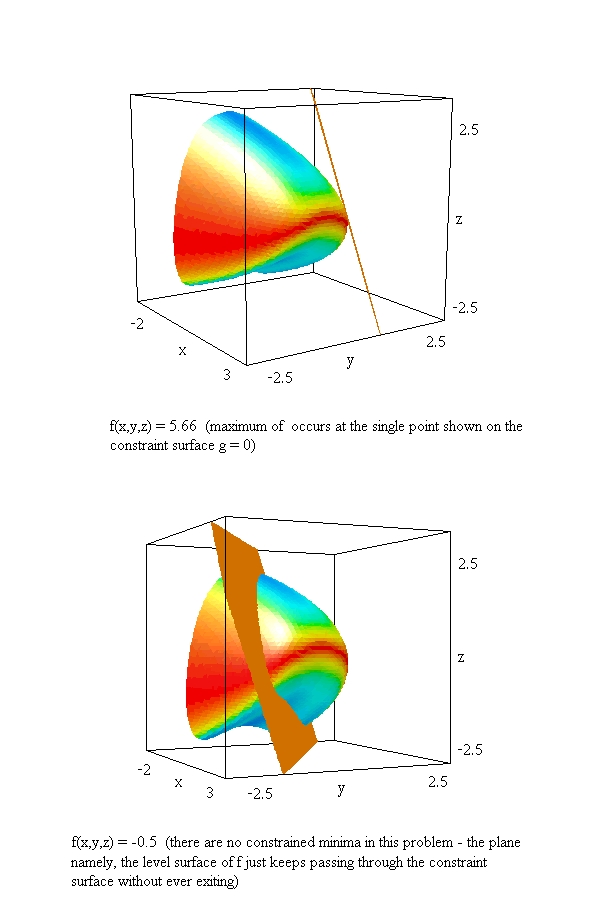 2.5
z
-2.5
2.5
y
-2
x
3
-2.5
f(x,y,z) = 5.66 (maximum of occurs at the single point shown on the
constraint surface g = 0)
2.5
z
-2.5
-2
x
3
-2.5
y
2.5
f(x,y,z) = -0.5 (there are no constrained minima in this problem - the plane
namely, the level surface of f just keeps passing through the constraint
surface without ever exiting)